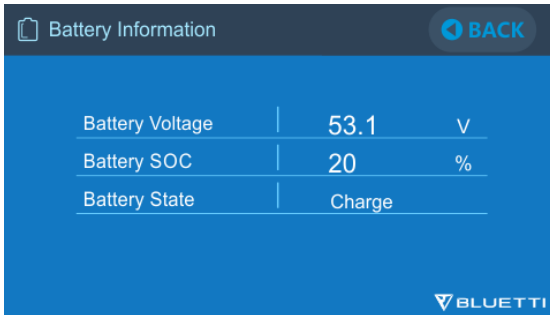 Battery Information
BACK
Battery Voltage 53.1 V
Battery SOC 20 %
Battery State Charge
BLUETTI